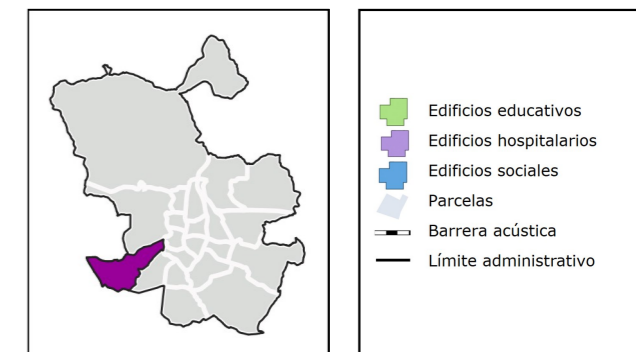 Edificios educativos
Edificios hospitalarios
Edificios sociales
Parcelas
Barrera acústica
Límite administrativo